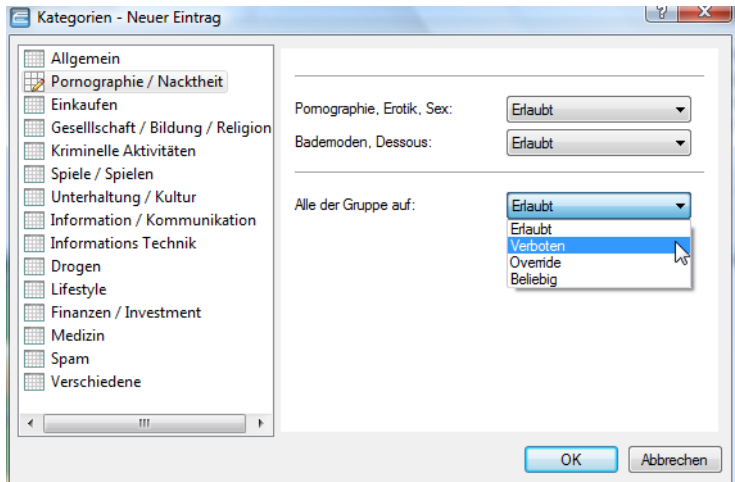 Kategorien - Neuer Eintrag
?
X
Allgemein
Pornographie / Nacktheit
Einkaufen
Geselllschaft / Bildung / Religion
Kriminelle Aktivitäten
Spiele / Spielen
Unterhaltung / Kultur
Information / Kommunikation
Informations Technik
Drogen
Lifestyle
Finanzen / Investment
Medizin
Spam
Verschiedene
Pornographie, Erotik, Sex: Erlaubt
Bademoden, Dessous: Erlaubt
Alle der Gruppe auf: Erlaubt
Erlaubt
Verboten
Override
Beliebig
OK Abbrechen